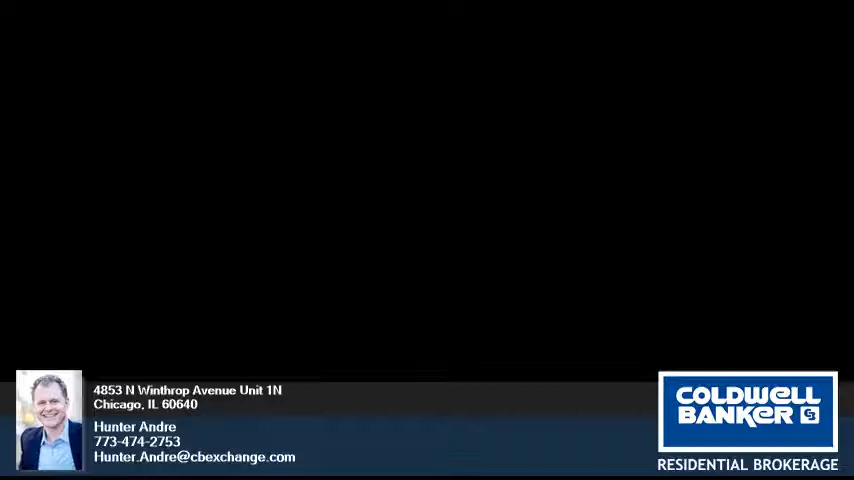 4853 N Winthrop Avenue Unit 1N
Chicago, IL 60640
Hunter Andre
773-474-2753
Hunter.Andre@cbexchange.com
COLDWELL
BANKER CB
RESIDENTIAL BROKERAGE